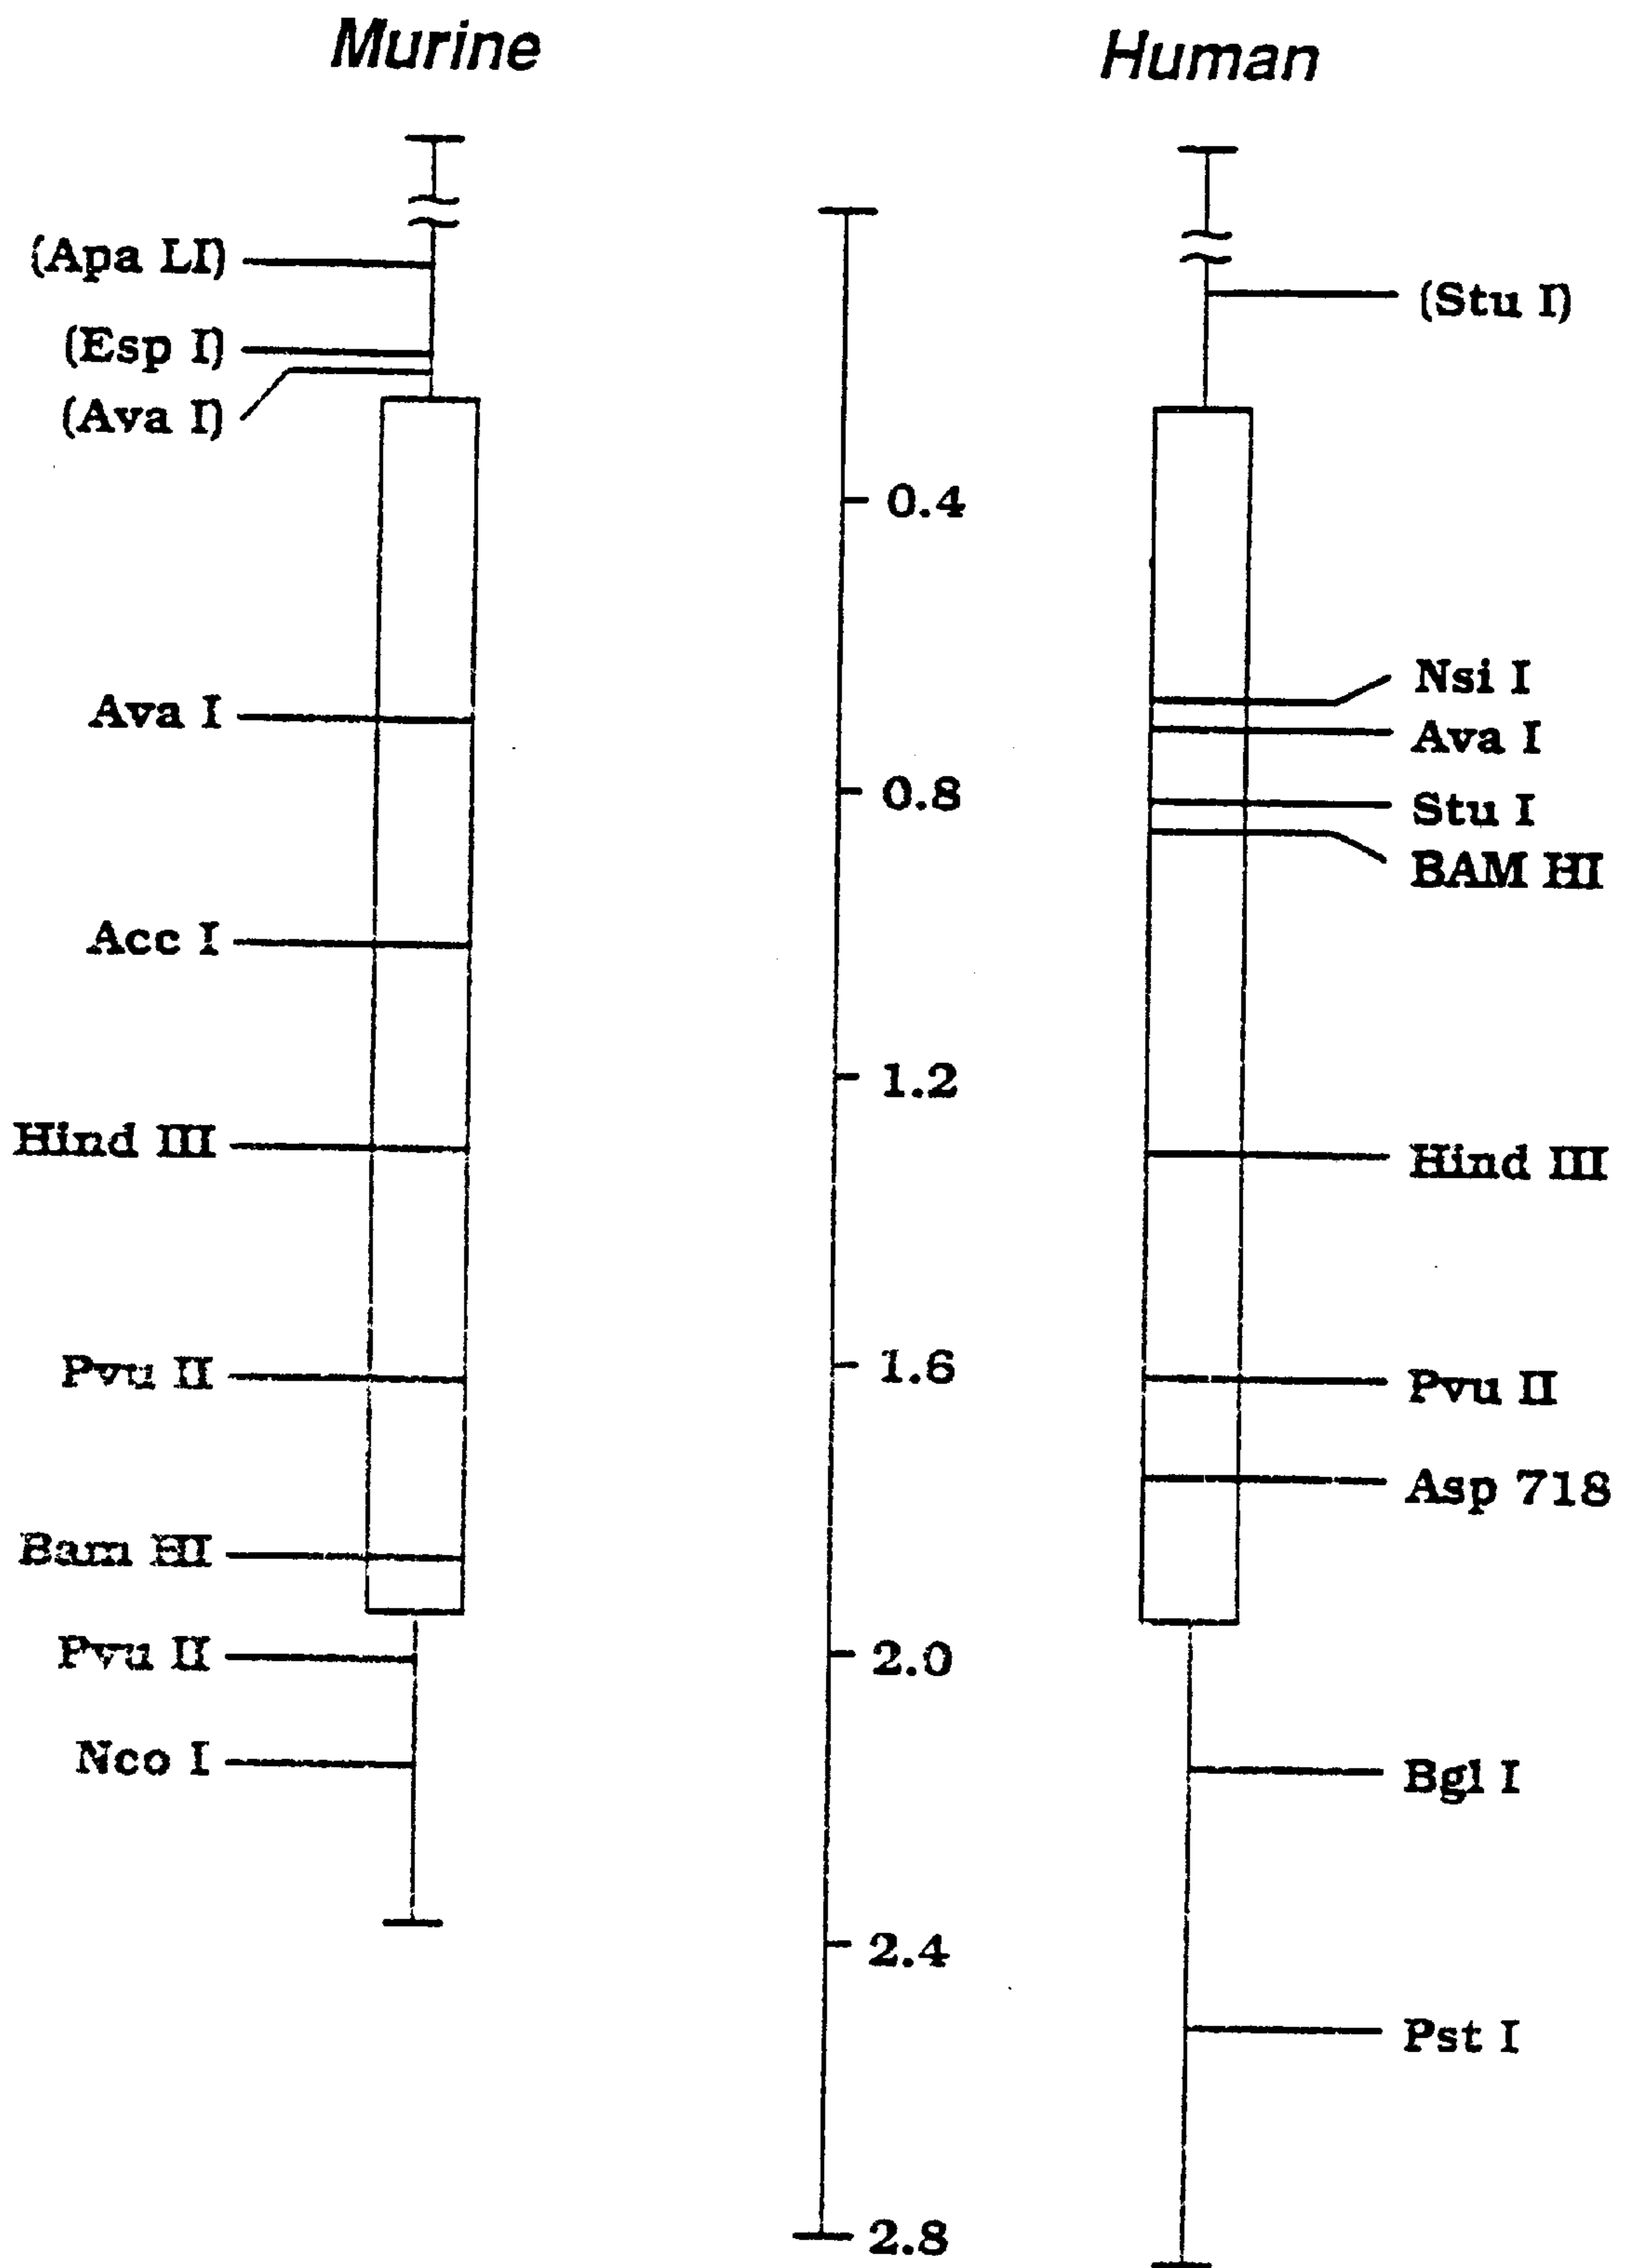 Murine
(Apa LI)
(Esp I)
(Ava I)
Ava I
Acc I
Hind III
Pvu II
Bam HI
Pvu II
Nco I
0.4
0.8
1.2
1.6
2.0
2.4
2.8
Human
(Stu I)
Nsi I
Ava I
Stu I
BAM HI
Hind III
Pvu II
Asp 718
Bgl I
Pst I